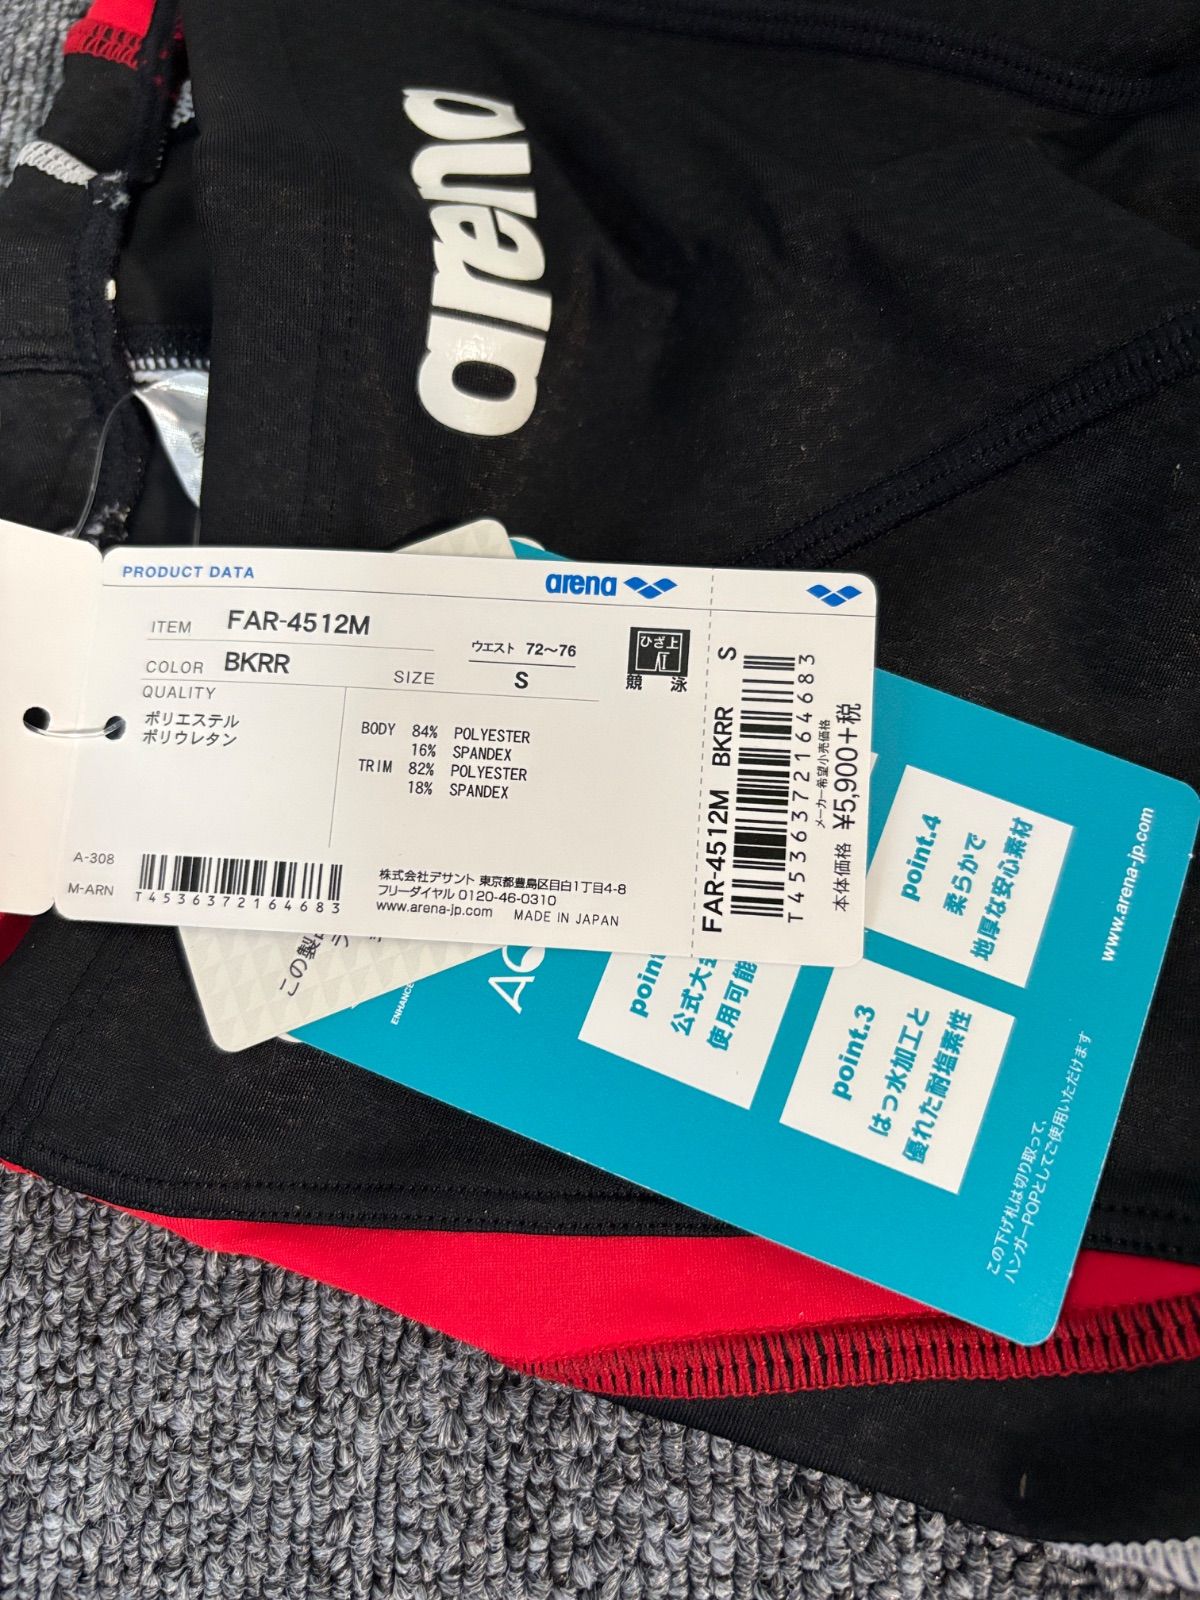 arena
PRODUCT DATA
arena
ITEM FAR-4512M
COLOR BKRR
ウエスト 72～76
SIZE S
QUALITY
ポリエステル
ポリウレタン
BODY 84% POLYESTER
16% SPANDEX
TRIM 82% POLYESTER
18% SPANDEX
ひざ上
競泳
A-308
M-ARN
T4536372164683
株式会社デサント 東京都豊島区目白1丁目4-8
フリーダイヤル 0120-46-0310
www.arena-jp.com MADE IN JAPAN
FAR-4512M BKRR S
T4536372164683
メーカー希望小売価格
本体価格 ¥5,900+税
この製
point.4
柔らかで
地厚な安心素材
公式大
使用可能
point.3
はっ水加工と
優れた耐塩素性
www.arena-jp.com
この下げ札は切り取って、
ハンガーPOPとしてご使用いただけます